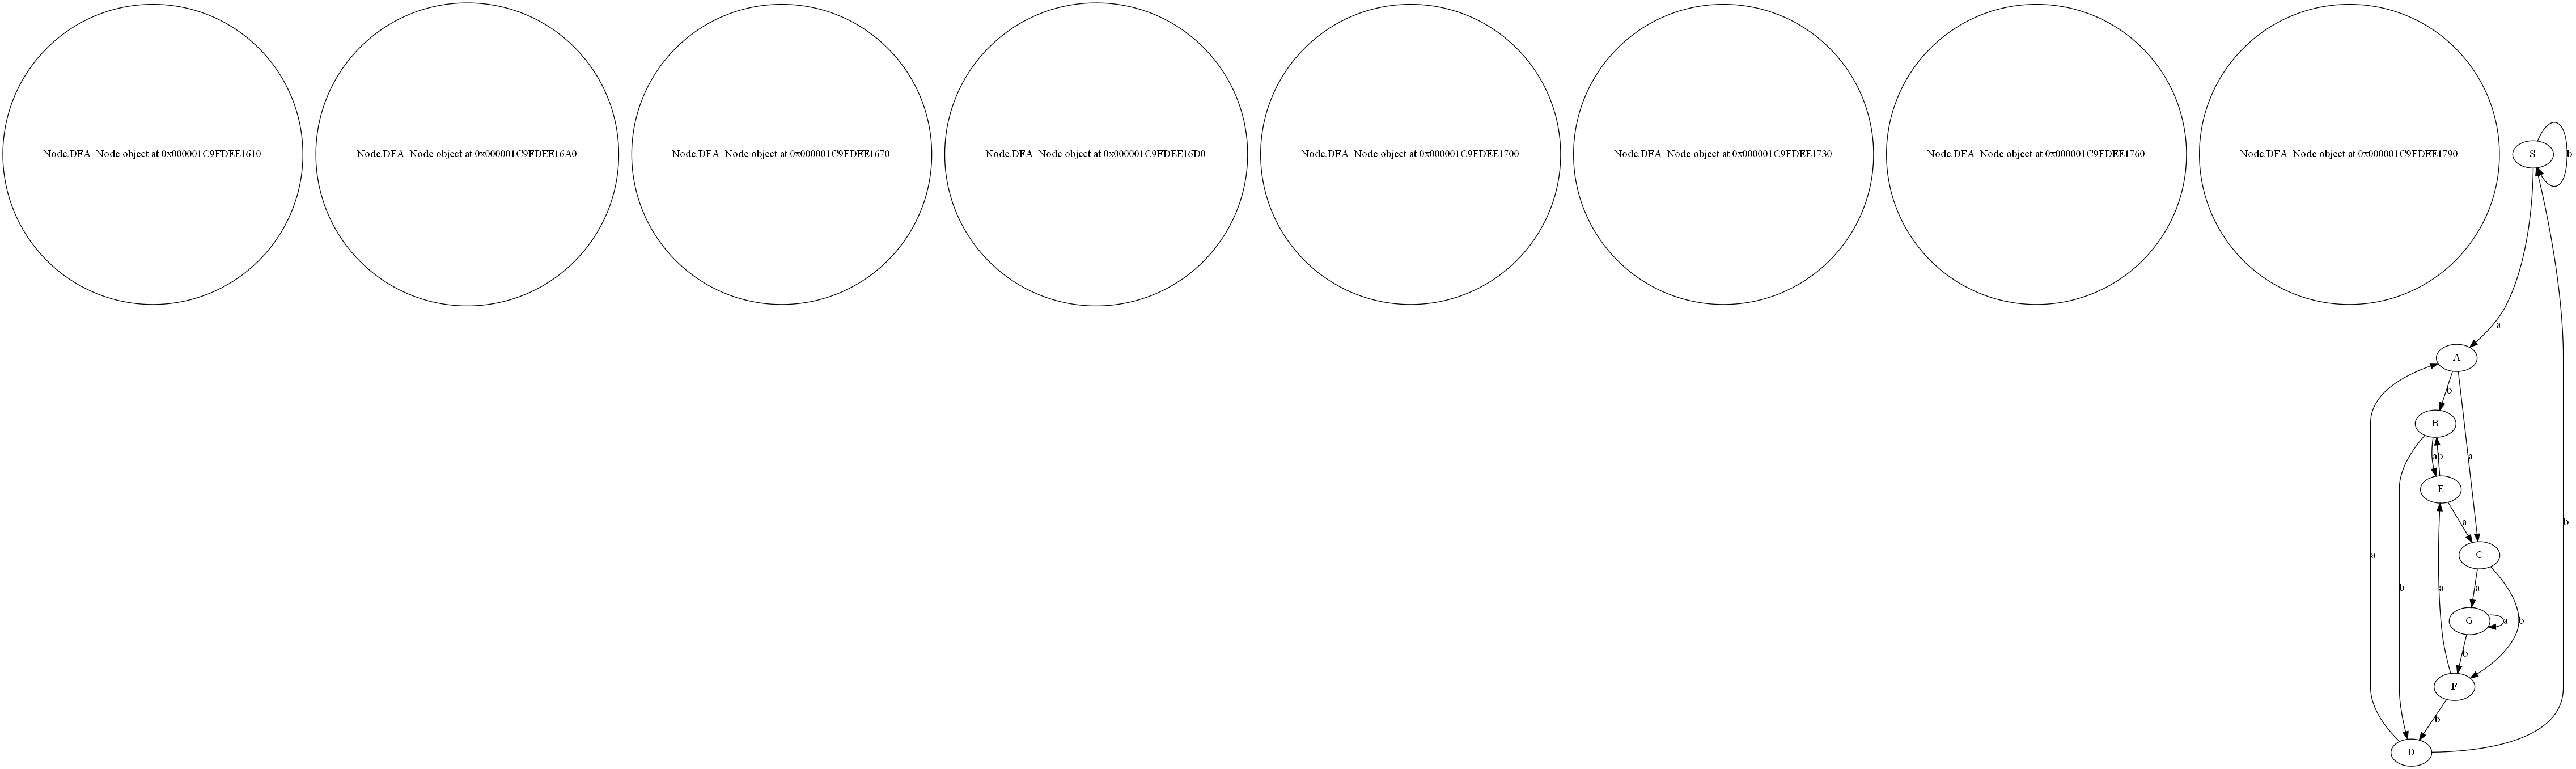 Node.DFA_Node object at 0x000001C9FDEE1610
Node.DFA_Node object at 0x000001C9FDEE16A0
Node.DFA_Node object at 0x000001C9FDEE1670
Node.DFA_Node object at 0x000001C9FDEE16D0
Node.DFA_Node object at 0x000001C9FDEE1700
Node.DFA_Node object at 0x000001C9FDEE1730
Node.DFA_Node object at 0x000001C9FDEE1760
Node.DFA_Node object at 0x000001C9FDEE1790
S
b
a
A
b
B
a
b
a
E
a
b
C
a
b
a
a
G
a
b
b
F
b
D